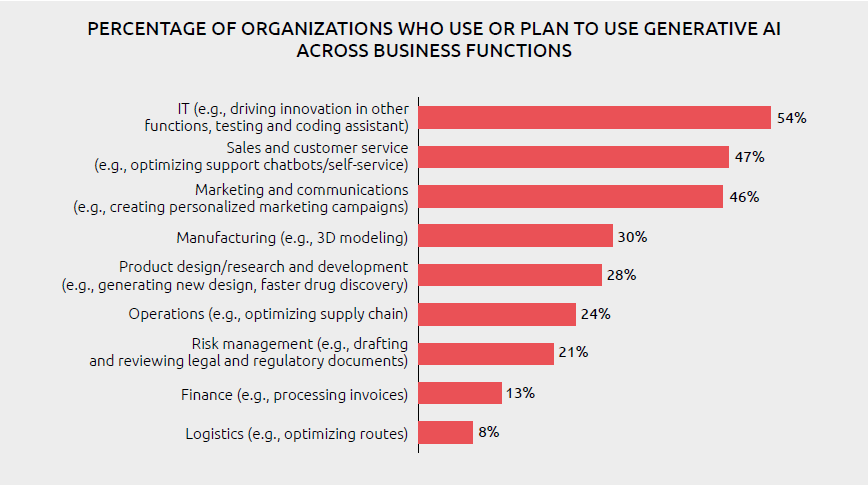 PERCENTAGE OF ORGANIZATIONS WHO USE OR PLAN TO USE GENERATIVE AI
ACROSS BUSINESS FUNCTIONS
IT (e.g., driving innovation in other
functions, testing and coding assistant)
54%
Sales and customer service
(e.g., optimizing support chatbots/self-service)
47%
Marketing and communications
(e.g., creating personalized marketing campaigns)
46%
Manufacturing (e.g., 3D modeling)
30%
Product design/research and development
(e.g., generating new design, faster drug discovery)
28%
Operations (e.g., optimizing supply chain)
24%
Risk management (e.g., drafting
and reviewing legal and regulatory documents)
21%
Finance (e.g., processing invoices)
13%
Logistics (e.g., optimizing routes)
8%